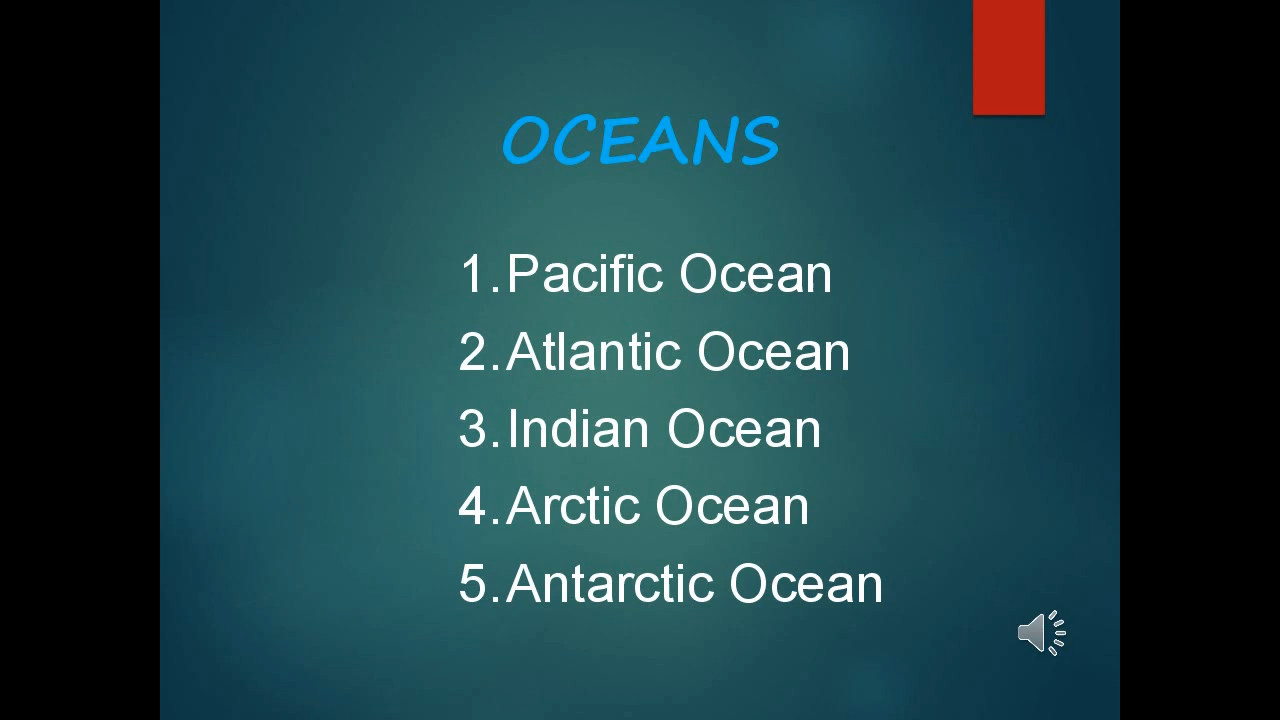 OCEANS
1. Pacific Ocean
2. Atlantic Ocean
3. Indian Ocean
4. Arctic Ocean
5. Antarctic Ocean